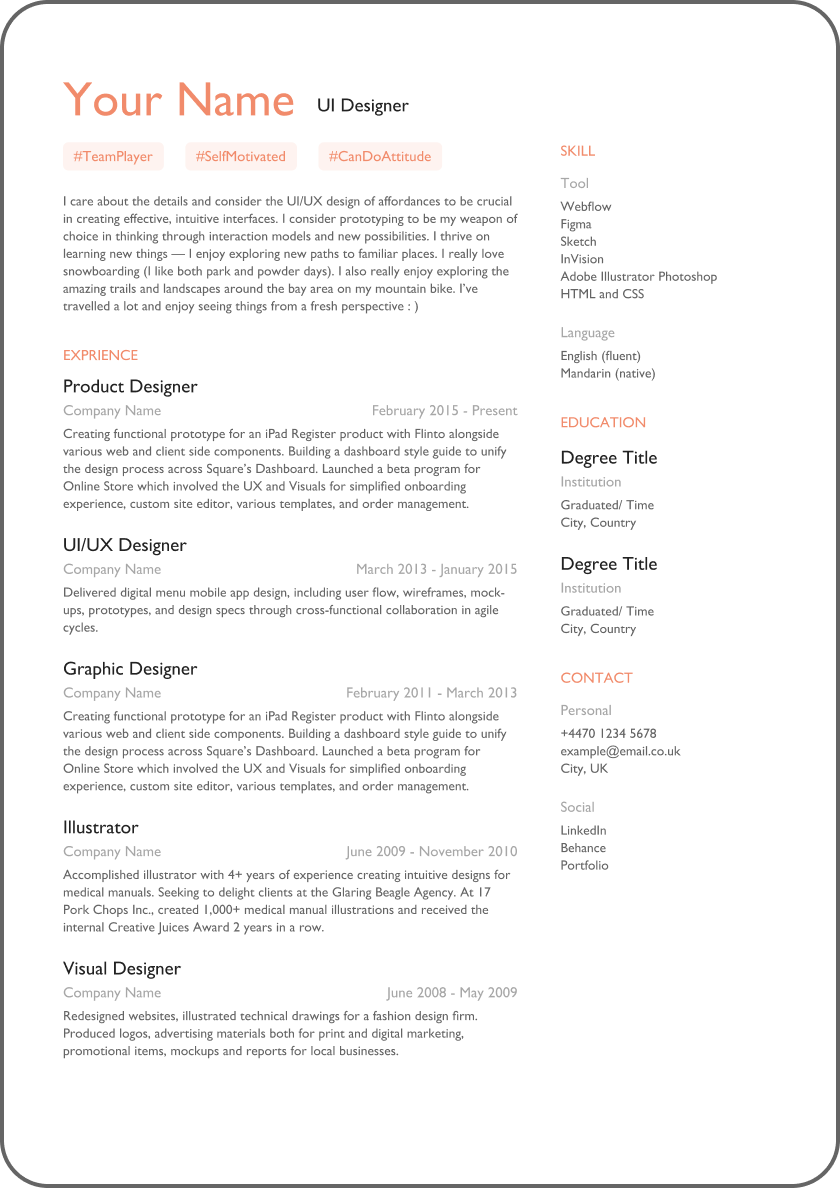 Your Name UI Designer
#TeamPlayer #SelfMotivated #CanDoAttitude
I care about the details and consider the UI/UX design of affordances to be crucial
in creating effective, intuitive interfaces. I consider prototyping to be my weapon of
choice in thinking through interaction models and new possibilities. I thrive on
learning new things — I enjoy exploring new paths to familiar places. I really love
snowboarding (I like both park and powder days). I also really enjoy exploring the
amazing trails and landscapes around the bay area on my mountain bike. I’ve
travelled a lot and enjoy seeing things from a fresh perspective : )
EXPRIENCE
Product Designer
Company Name February 2015 - Present
Creating functional prototype for an iPad Register product with Flinto alongside
various web and client side components. Building a dashboard style guide to unify
the design process across Square’s Dashboard. Launched a beta program for
Online Store which involved the UX and Visuals for simplified onboarding
experience, custom site editor, various templates, and order management.
UI/UX Designer
Company Name March 2013 - January 2015
Delivered digital menu mobile app design, including user flow, wireframes, mock-
ups, prototypes, and design specs through cross-functional collaboration in agile
cycles.
Graphic Designer
Company Name February 2011 - March 2013
Creating functional prototype for an iPad Register product with Flinto alongside
various web and client side components. Building a dashboard style guide to unify
the design process across Square’s Dashboard. Launched a beta program for
Online Store which involved the UX and Visuals for simplified onboarding
experience, custom site editor, various templates, and order management.
Illustrator
Company Name June 2009 - November 2010
Accomplished illustrator with 4+ years of experience creating intuitive designs for
medical manuals. Seeking to delight clients at the Glaring Beagle Agency. At 17
Pork Chops Inc., created 1,000+ medical manual illustrations and received the
internal Creative Juices Award 2 years in a row.
Visual Designer
Company Name June 2008 - May 2009
Redesigned websites, illustrated technical drawings for a fashion design firm.
Produced logos, advertising materials both for print and digital marketing,
promotional items, mockups and reports for local businesses.
SKILL
Tool
Webflow
Figma
Sketch
InVision
Adobe Illustrator Photoshop
HTML and CSS
Language
English (fluent)
Mandarin (native)
EDUCATION
Degree Title
Institution
Graduated/ Time
City, Country
Degree Title
Institution
Graduated/ Time
City, Country
CONTACT
Personal
+4470 1234 5678
example@email.co.uk
City, UK
Social
LinkedIn
Behance
Portfolio